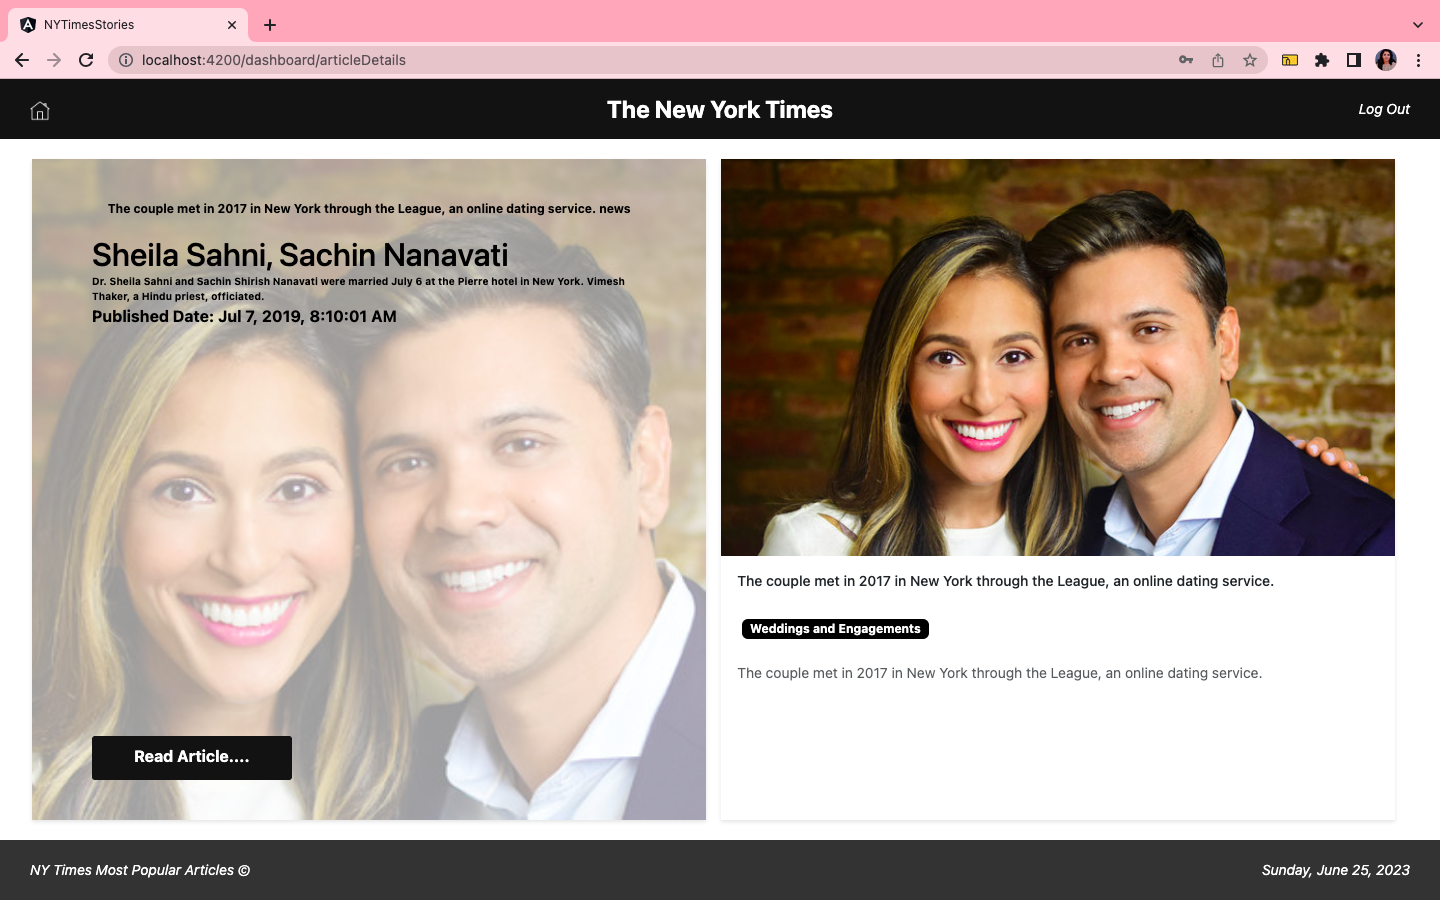 NYTimesStories
localhost:4200/dashboard/articleDetails
The New York Times
Log Out
The couple met in 2017 in New York through the League, an online dating service. news
Sheila Sahni, Sachin Nanavati
Dr. Sheila Sahni and Sachin Shirish Nanavati were married July 6 at the Pierre hotel in New York. Vimesh
Thaker, a Hindu priest, officiated.
Published Date: Jul 7, 2019, 8:10:01 AM
Read Article....
The couple met in 2017 in New York through the League, an online dating service.
Weddings and Engagements
The couple met in 2017 in New York through the League, an online dating service.
NY Times Most Popular Articles ©
Sunday, June 25, 2023